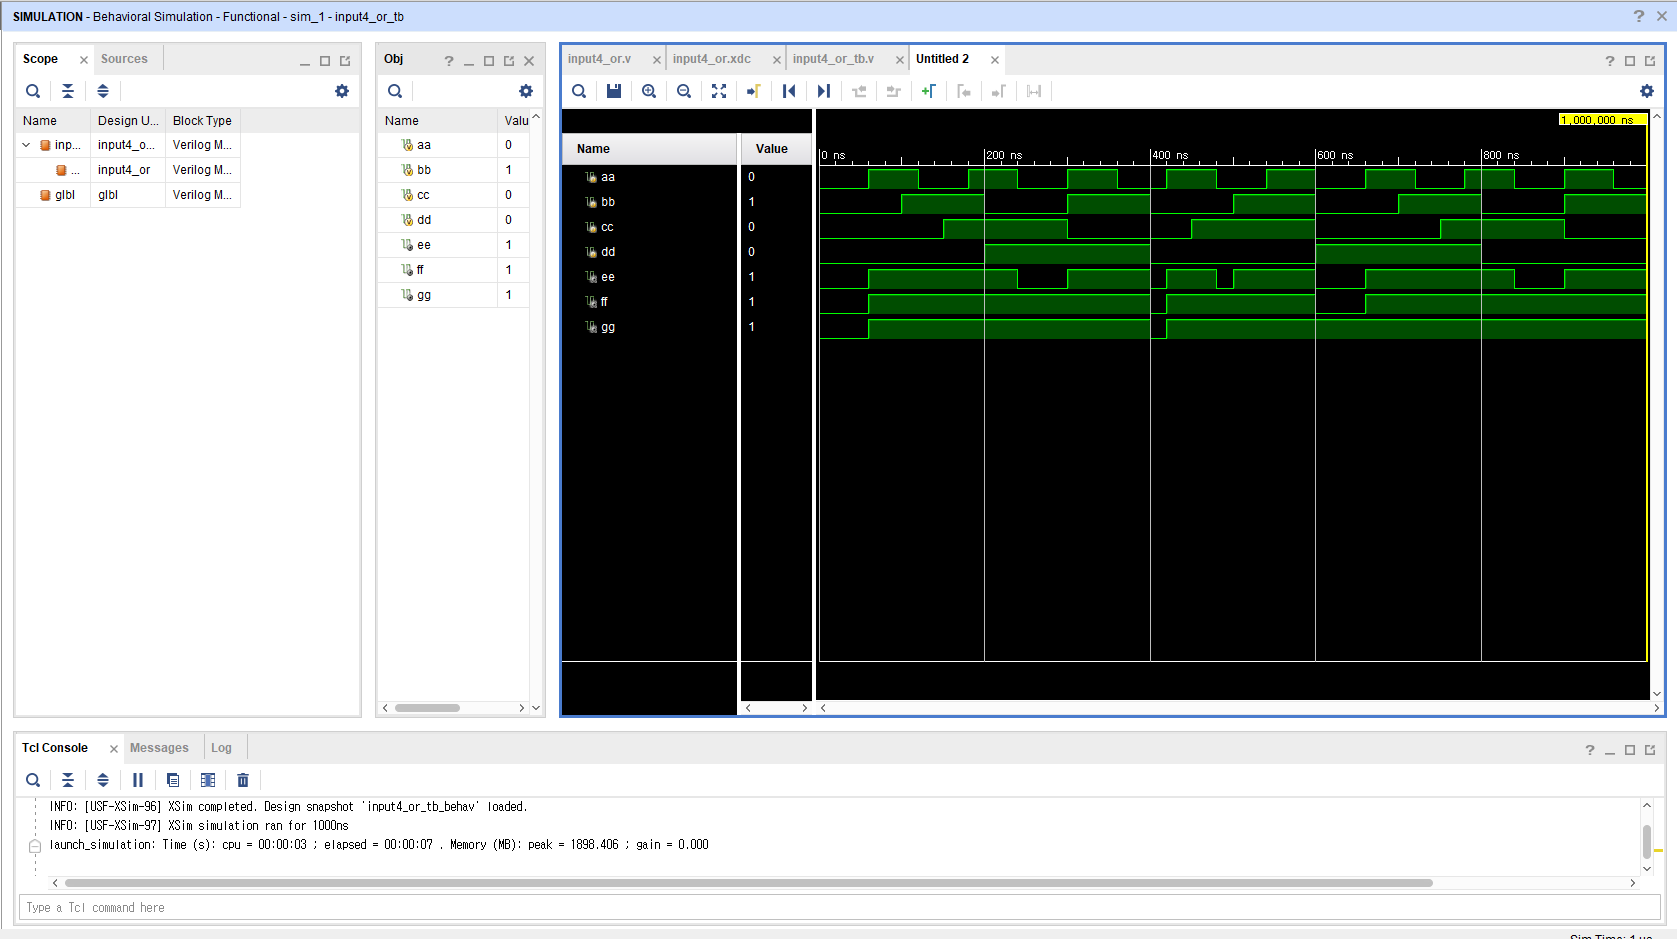 SIMULATION - Behavioral Simulation - Functional - sim_1 - input4_or_tb
Scope
Sources
Name
Design U...
Block Type
inp...
input4_o...
Verilog M...
...
input4_or
Verilog M...
glbl
glbl
Verilog M...
Obj
Name
Valu
aa
0
bb
1
cc
0
dd
0
ee
1
ff
1
gg
1
input4_or.v
input4_or.xdc
input4_or_tb.v
Untitled 2
1,000,000 ns
Name
Value
0 ns
200 ns
400 ns
600 ns
800 ns
aa
0
bb
1
cc
0
dd
0
ee
1
ff
1
gg
1
Tcl Console
Messages
Log
INFO: [USF-XSim-96] XSim completed. Design snapshot 'input4_or_tb_behav' loaded.
INFO: [USF-XSim-97] XSim simulation ran for 1000ns
launch_simulation: Time (s): cpu = 00:00:03 ; elapsed = 00:00:07 . Memory (MB): peak = 1898.406 ; gain = 0.000
Type a Tcl command here
Sim Time: 1 us